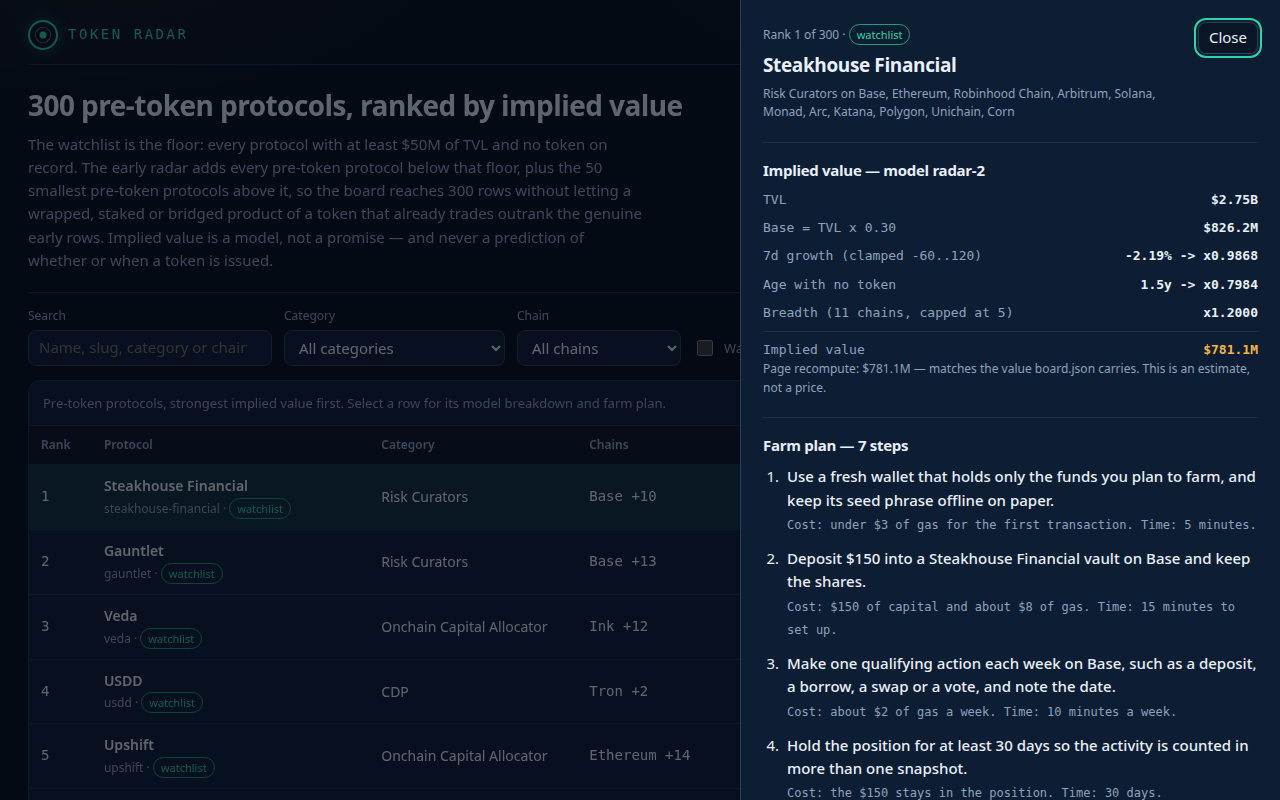 TOKEN RADAR
300 pre-token protocols, ranked by implied value
The watchlist is the floor: every protocol with at least $50M of TVL and no token on
record. The early radar adds every pre-token protocol below that floor, plus the 50
smallest pre-token protocols above it, so the board reaches 300 rows without letting a
wrapped, staked or bridged product of a token that already trades outrank the genuine
early rows. Implied value is a model, not a promise — and never a prediction of
whether or when a token is issued.
Search
Category
Chain
Name, slug, category or chain
All categories
All chains
Wa
Pre-token protocols, strongest implied value first. Select a row for its model breakdown and farm plan.
Rank Protocol Category Chains
1 Steakhouse Financial Risk Curators Base +10
steakhouse-financial · watchlist
2 Gauntlet Risk Curators Base +13
gauntlet · watchlist
3 Veda Onchain Capital Allocator Ink +12
veda · watchlist
4 USDD CDP Tron +2
usdd · watchlist
5 Upshift Onchain Capital Allocator Ethereum +14
upshift · watchlist
Rank 1 of 300 · watchlist
Close
Steakhouse Financial
Risk Curators on Base, Ethereum, Robinhood Chain, Arbitrum, Solana,
Monad, Arc, Katana, Polygon, Unichain, Corn
Implied value — model radar-2
TVL $2.75B
Base = TVL x 0.30 $826.2M
7d growth (clamped -60..120) -2.19% -> x0.9868
Age with no token 1.5y -> x0.7984
Breadth (11 chains, capped at 5) x1.2000
Implied value $781.1M
Page recompute: $781.1M — matches the value board.json carries. This is an estimate,
not a price.
Farm plan — 7 steps
1. Use a fresh wallet that holds only the funds you plan to farm, and
keep its seed phrase offline on paper.
Cost: under $3 of gas for the first transaction. Time: 5 minutes.
2. Deposit $150 into a Steakhouse Financial vault on Base and keep
the shares.
Cost: $150 of capital and about $8 of gas. Time: 15 minutes to
set up.
3. Make one qualifying action each week on Base, such as a deposit,
a borrow, a swap or a vote, and note the date.
Cost: about $2 of gas a week. Time: 10 minutes a week.
4. Hold the position for at least 30 days so the activity is counted in
more than one snapshot.
Cost: the $150 stays in the position. Time: 30 days.